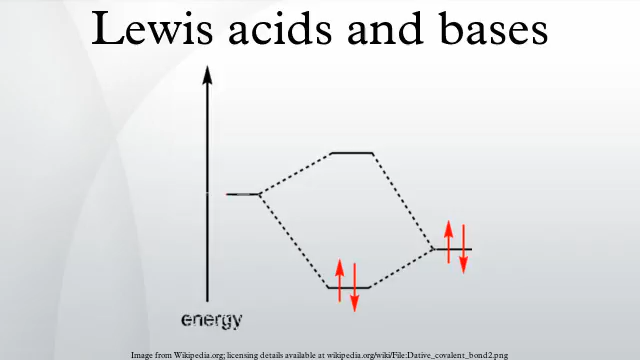 Lewis acids and bases
energy
Image from Wikipedia.org; licensing details available at wikipedia.org/wiki/File:Dative_covalent_bond2.png